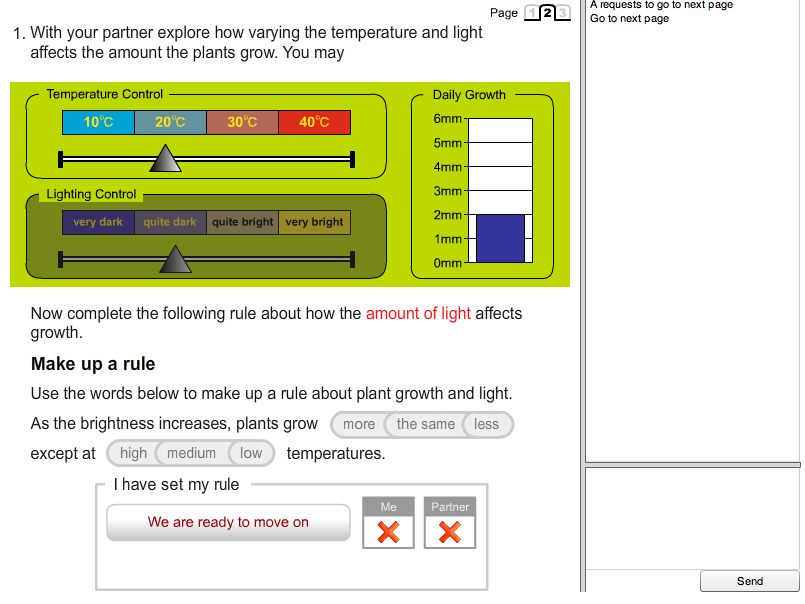 Page 1 2 3
A requests to go to next page
Go to next page
1. With your partner explore how varying the temperature and light
affects the amount the plants grow. You may
Temperature Control
10°C 20°C 30°C 40°C
Lighting Control
very dark quite dark quite bright very bright
Daily Growth
6mm
5mm
4mm
3mm
2mm
1mm
0mm
Now complete the following rule about how the amount of light affects
growth.
Make up a rule
Use the words below to make up a rule about plant growth and light.
As the brightness increases, plants grow more the same less
except at high medium low temperatures.
I have set my rule
We are ready to move on
Me Partner
Send